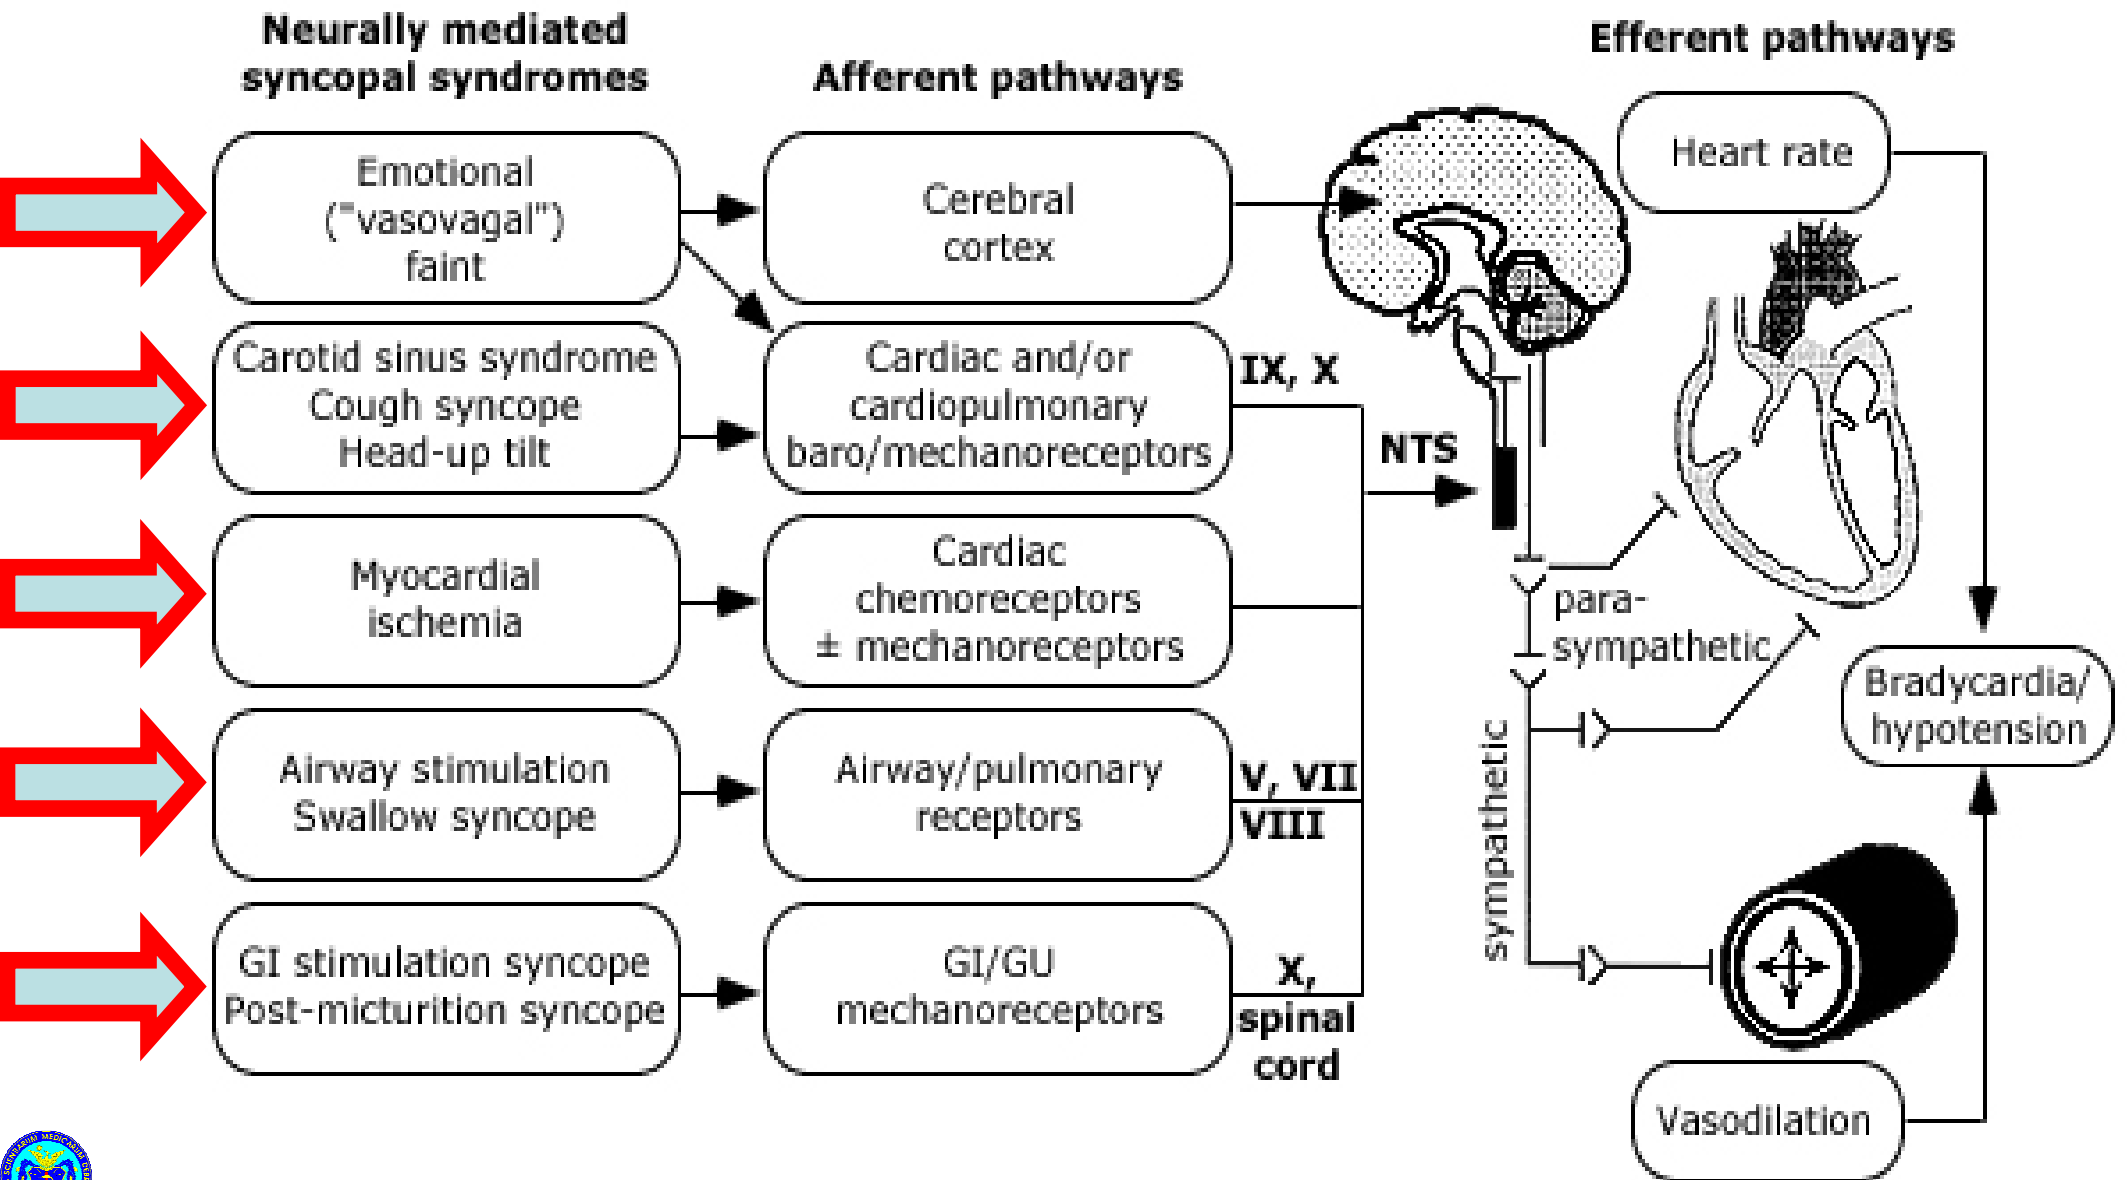 Neurally mediated
syncopal syndromes
Afferent pathways
Efferent pathways
Emotional
("vasovagal")
faint
Cerebral
cortex
Heart rate
Carotid sinus syndrome
Cough syncope
Head-up tilt
Cardiac and/or
cardiopulmonary
baro/mechanoreceptors
IX, X
NTS
Myocardial
ischemia
Cardiac
chemoreceptors
± mechanoreceptors
para-
sympathetic
Bradycardia/
hypotension
Airway stimulation
Swallow syncope
Airway/pulmonary
receptors
V, VII
VIII
sympathetic
GI stimulation syncope
Post-micturition syncope
GI/GU
mechanoreceptors
X,
spinal
cord
Vasodilation